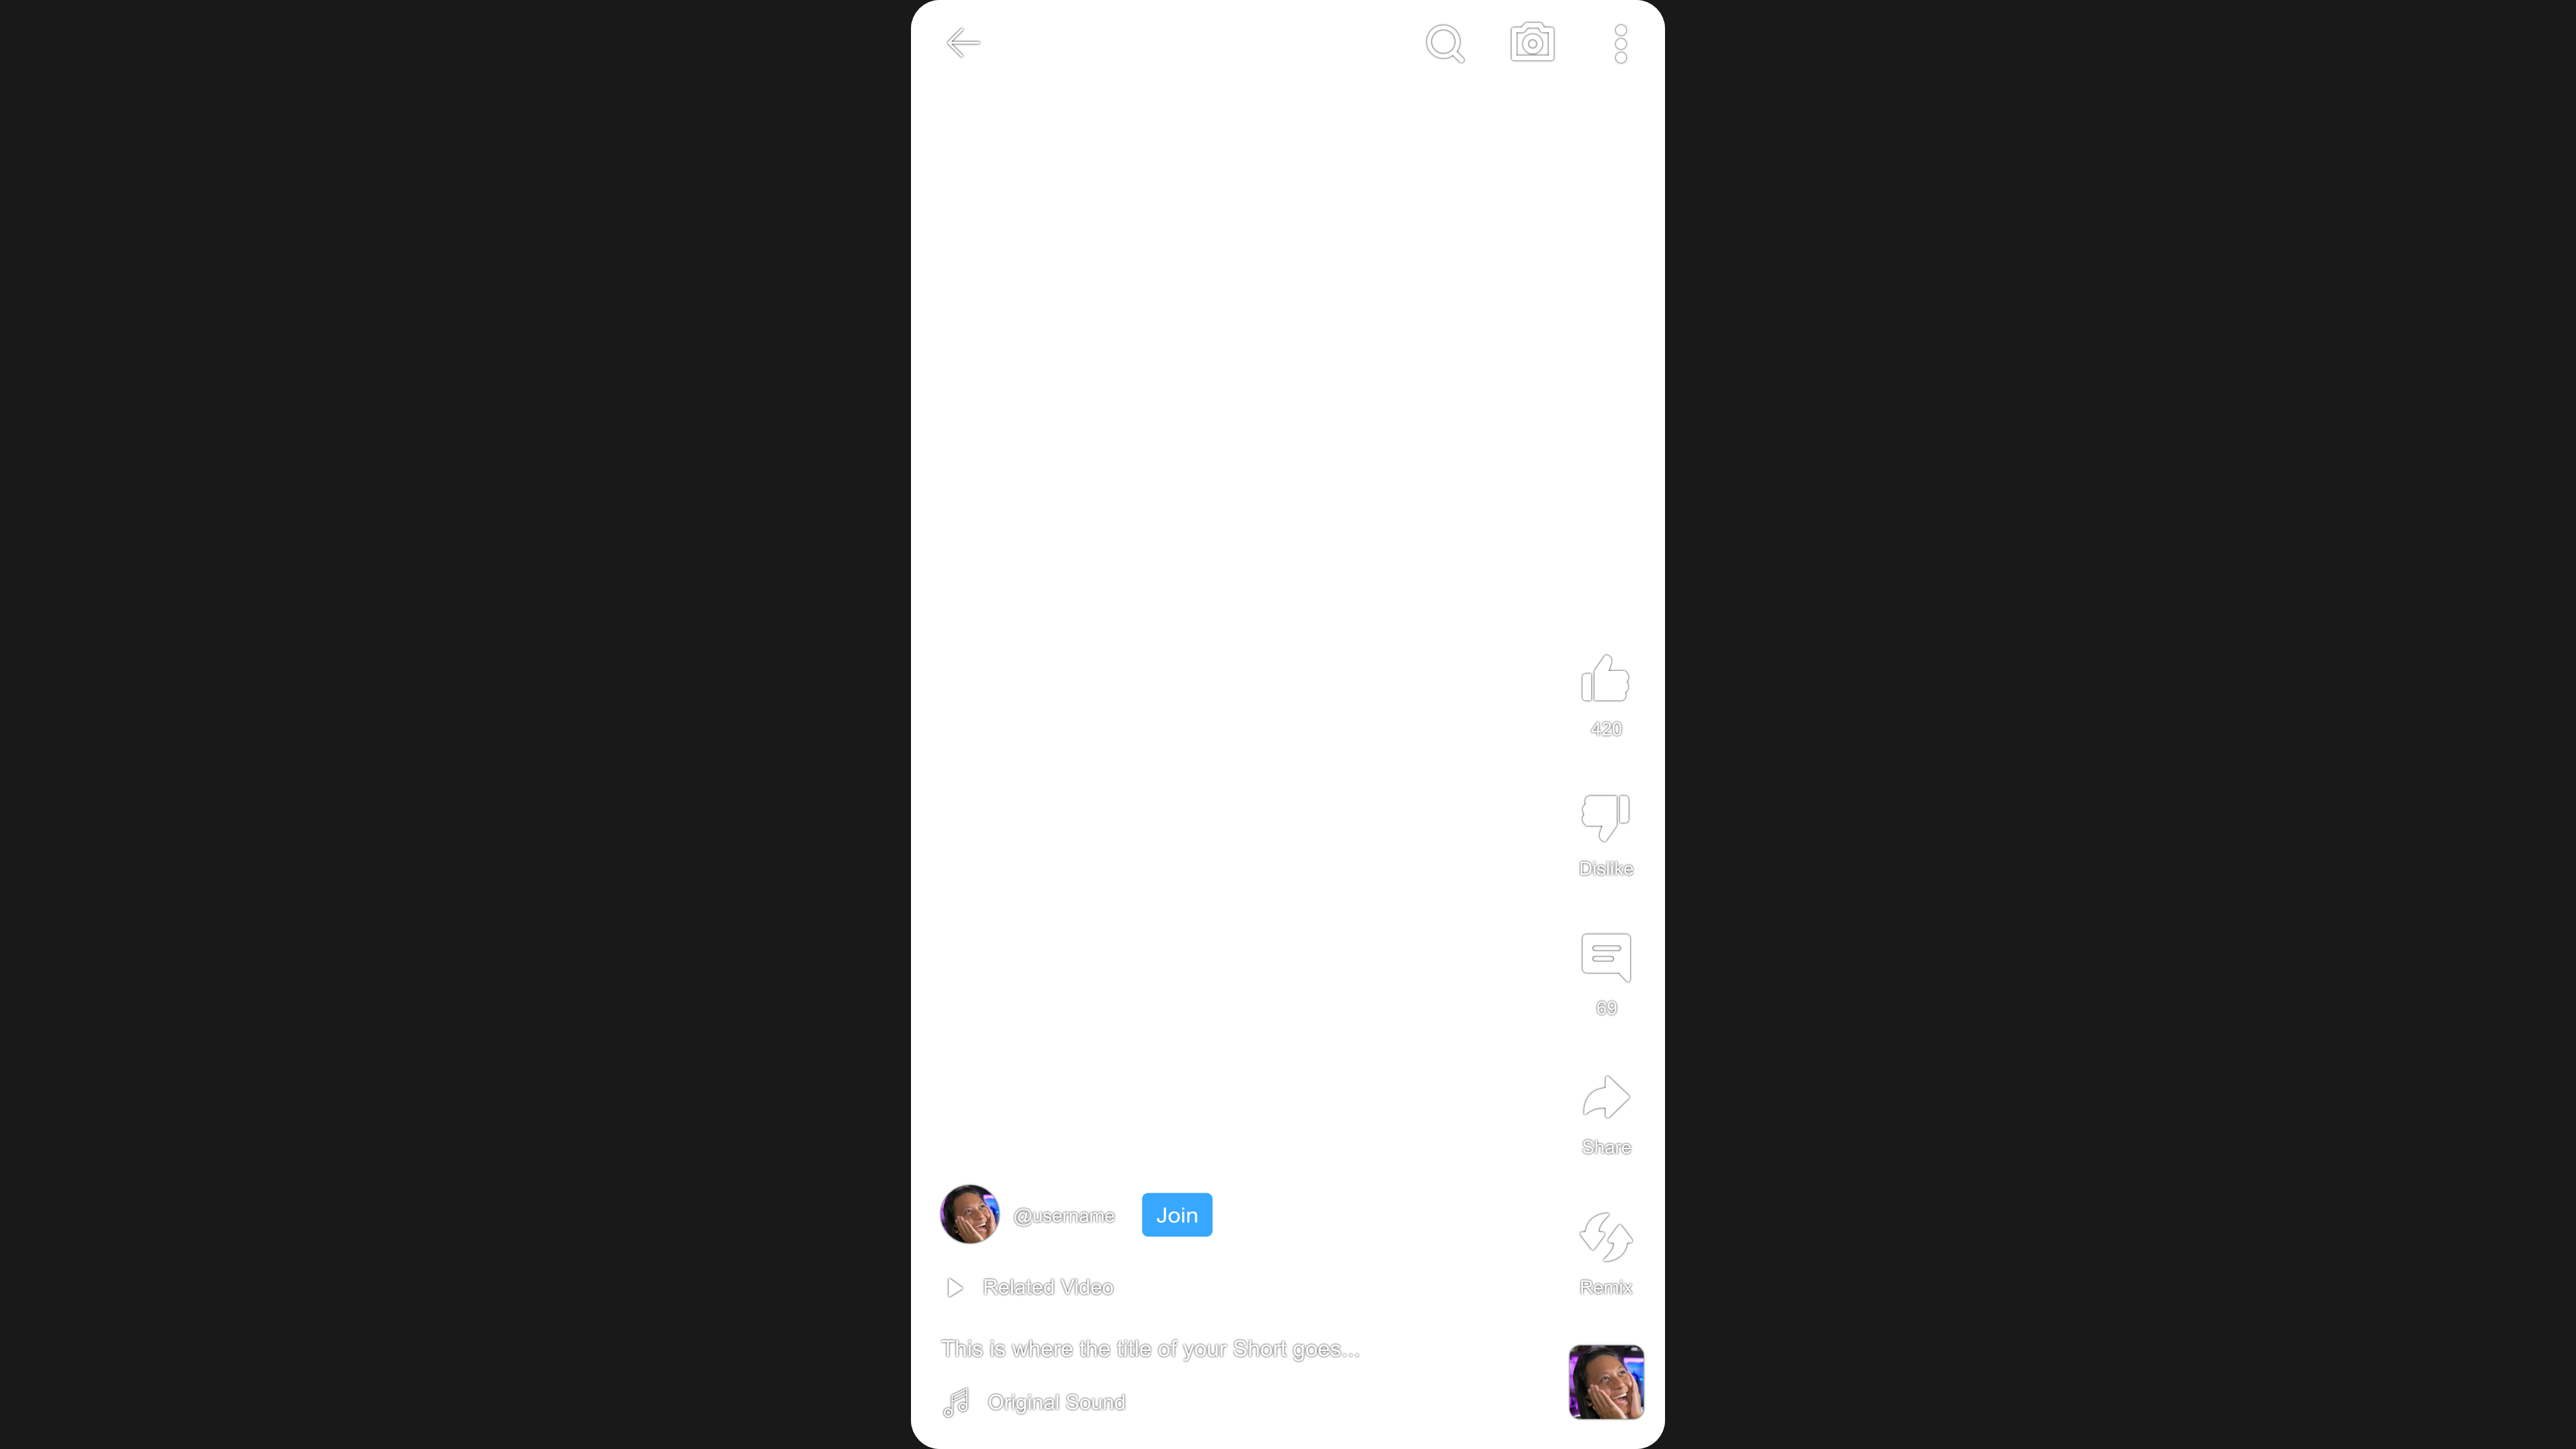 420
Dislike
69
Share
@username
Join
Related Video
Remix
This is where the title of your Short goes...
Original Sound